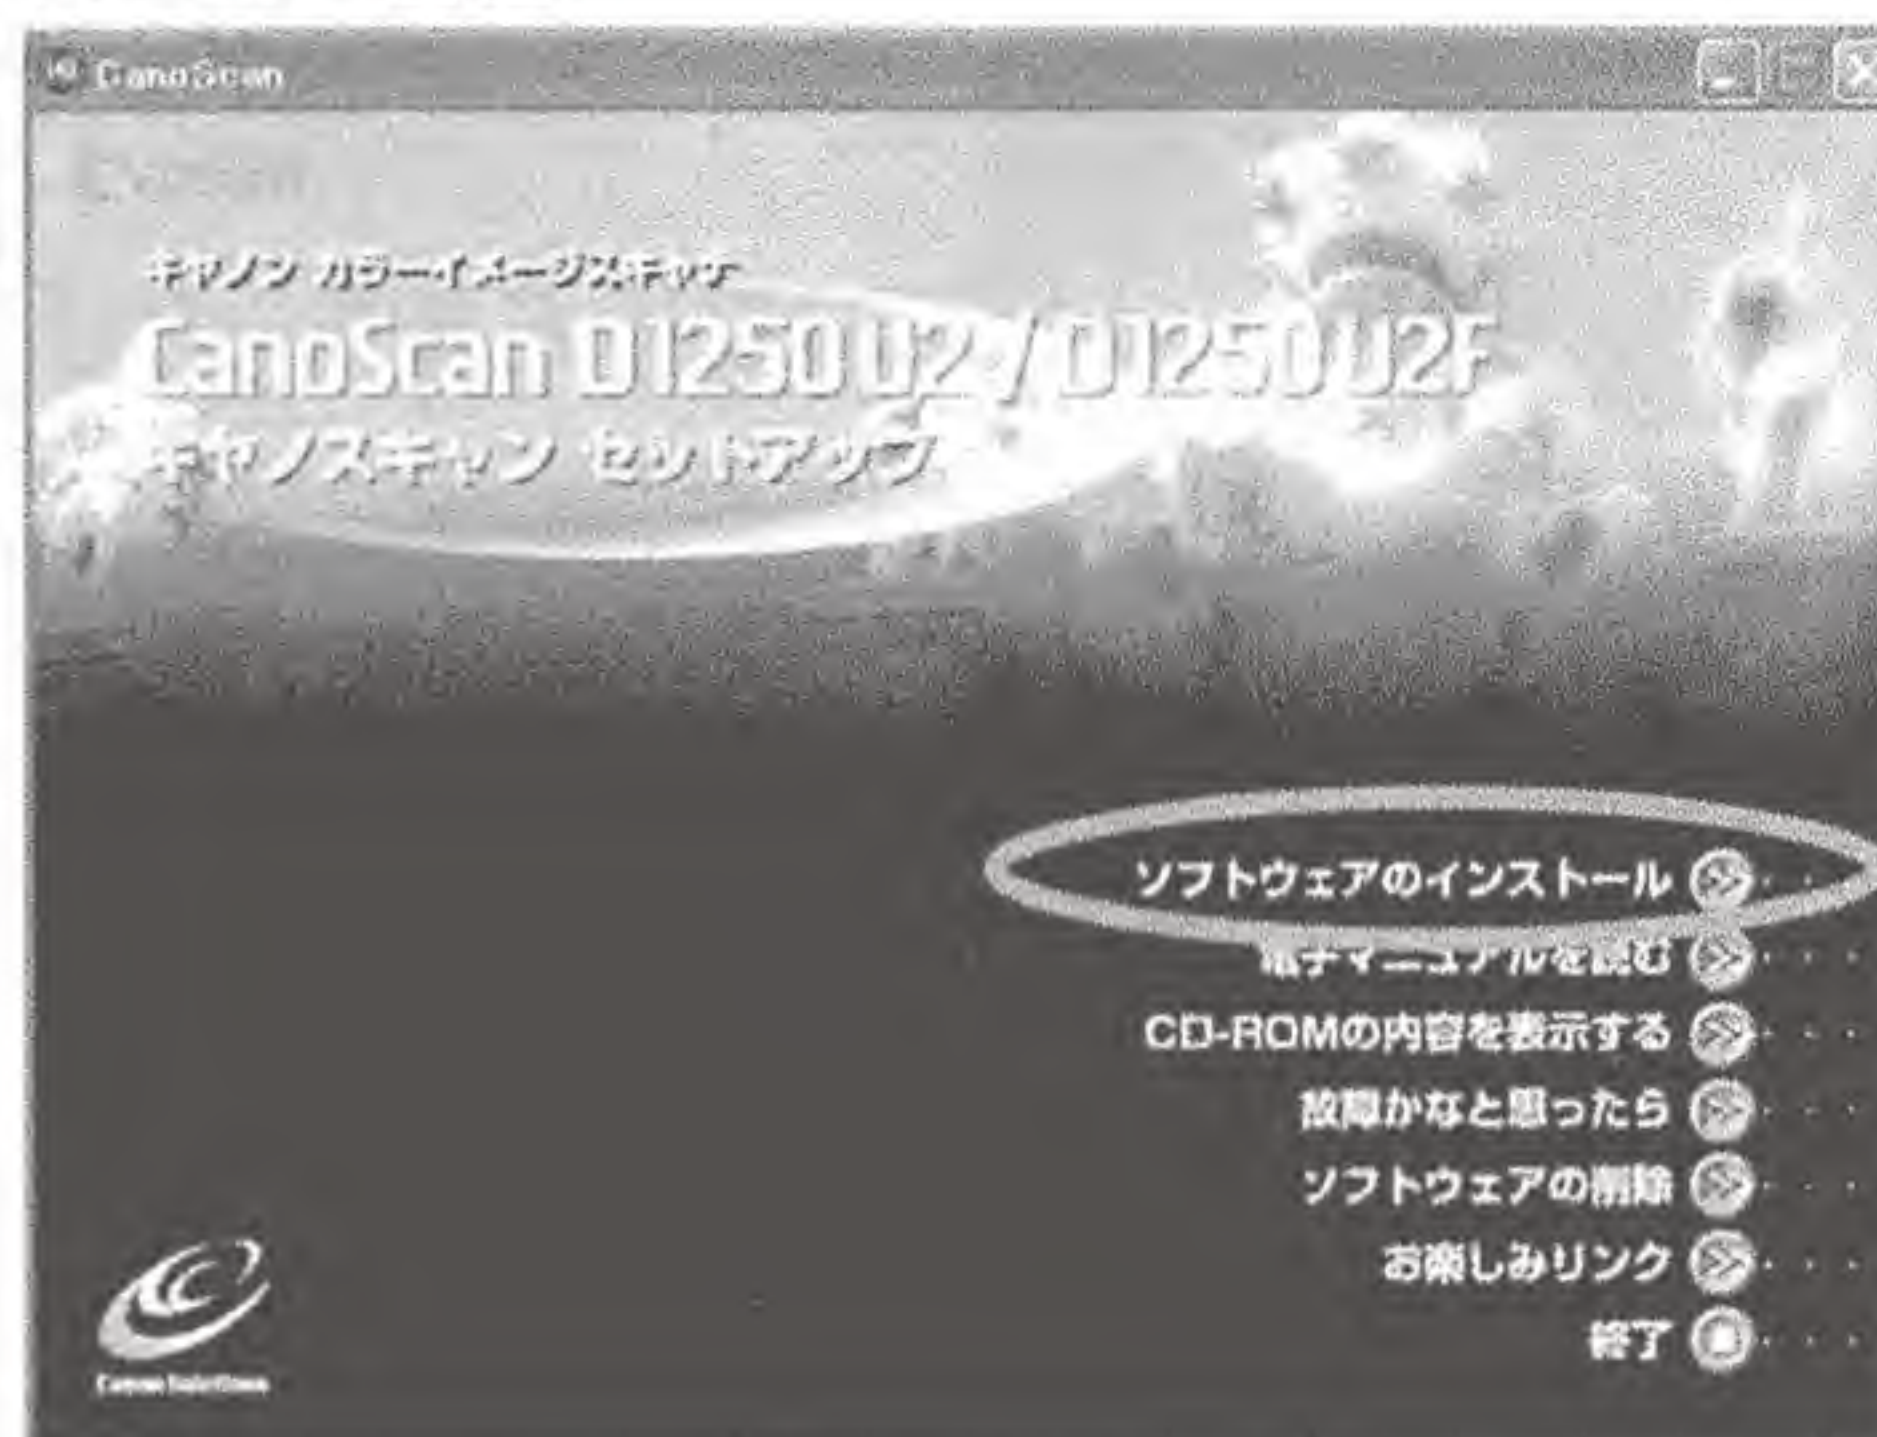 CanoScan
キヤノン カラーイメージスキャナ
CanoScan D1250U2/D1250U2F
キヤノスキャン セットアップ
ソフトウェアのインストール
電子マニュアルを読む
CD-ROMの内容を表示する
故障かなと思ったら
ソフトウェアの削除
お楽しみリンク
終了
Canon Solutions